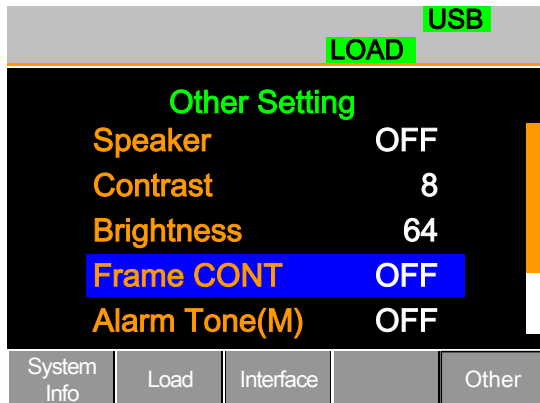 USB
LOAD
Other Setting
Speaker OFF
Contrast 8
Brightness 64
Frame CONT OFF
Alarm Tone(M) OFF
System
Info
Load
Interface
Other